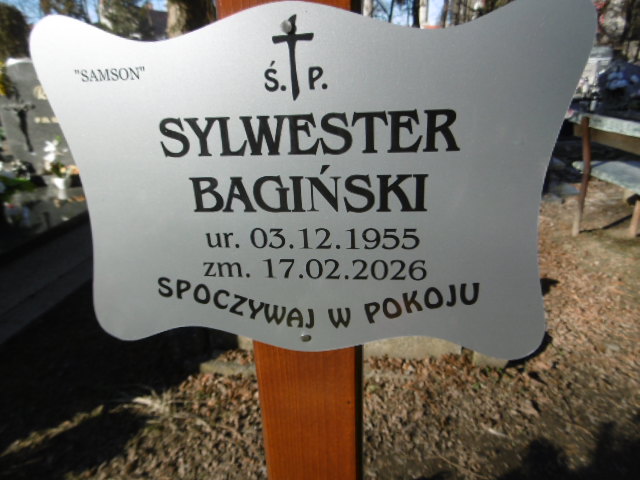 "SAMSON"
Ś. P.
SYLWESTER
BAGIŃSKI
ur. 03.12.1955
zm. 17.02.2026
SPOCZYWAJ W POKOJU